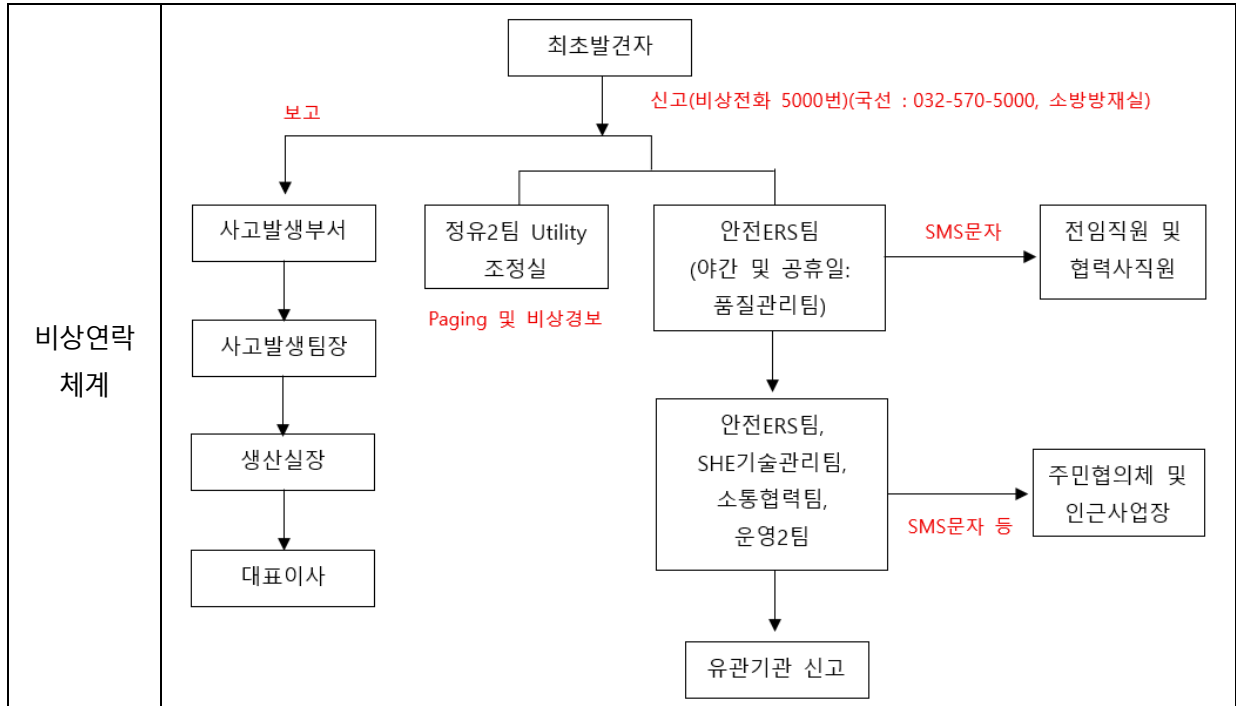 최초발견자
신고(비상전화 5000번)(국선 : 032-570-5000, 소방방재실)
보고
사고발생부서
정유2팀 Utility
조정실
안전ERS팀
(야간 및 공휴일:
품질관리팀)
SMS문자
전임직원 및
협력사직원
Paging 및 비상경보
비상연락
체계
사고발생팀장
생산실장
안전ERS팀,
SHE기술관리팀,
소통협력팀,
운영2팀
SMS문자 등
주민협의체 및
인근사업장
대표이사
유관기관 신고